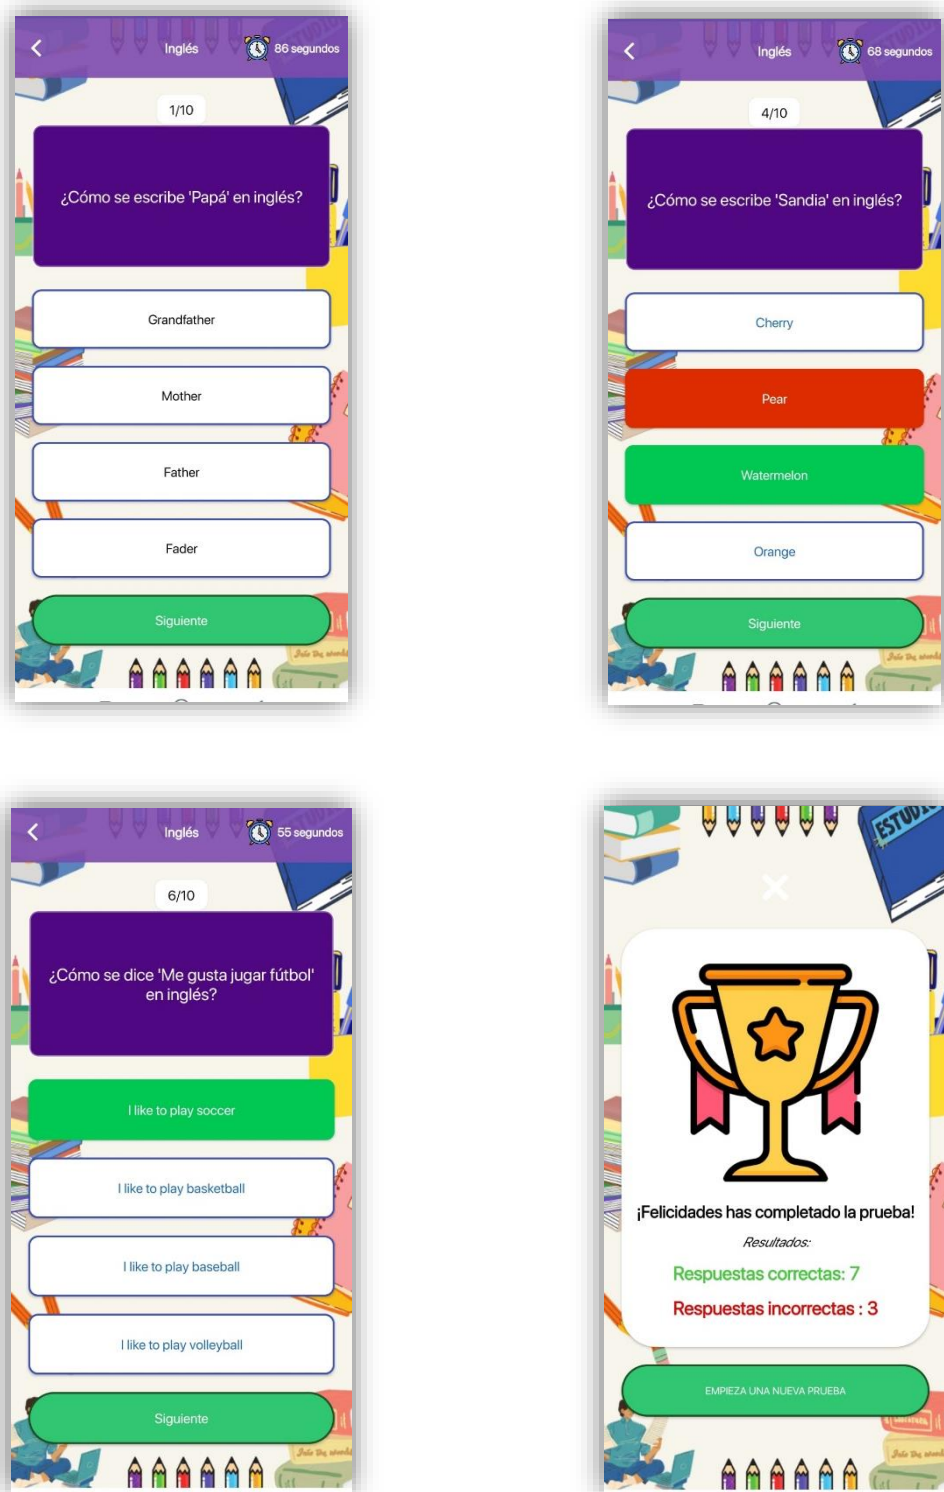 Inglés
86 segundos
1/10
¿Cómo se escribe 'Papá' en inglés?
Grandfather
Mother
Father
Fader
Siguiente
Inglés
68 segundos
4/10
¿Cómo se escribe 'Sandia' en inglés?
Cherry
Pear
Watermelon
Orange
Siguiente
Inglés
55 segundos
6/10
¿Cómo se dice 'Me gusta jugar fútbol'
en inglés?
I like to play soccer
I like to play basketball
I like to play baseball
I like to play volleyball
Siguiente
¡Felicidades has completado la prueba!
Resultados:
Respuestas correctas: 7
Respuestas incorrectas : 3
EMPIEZA UNA NUEVA PRUEBA